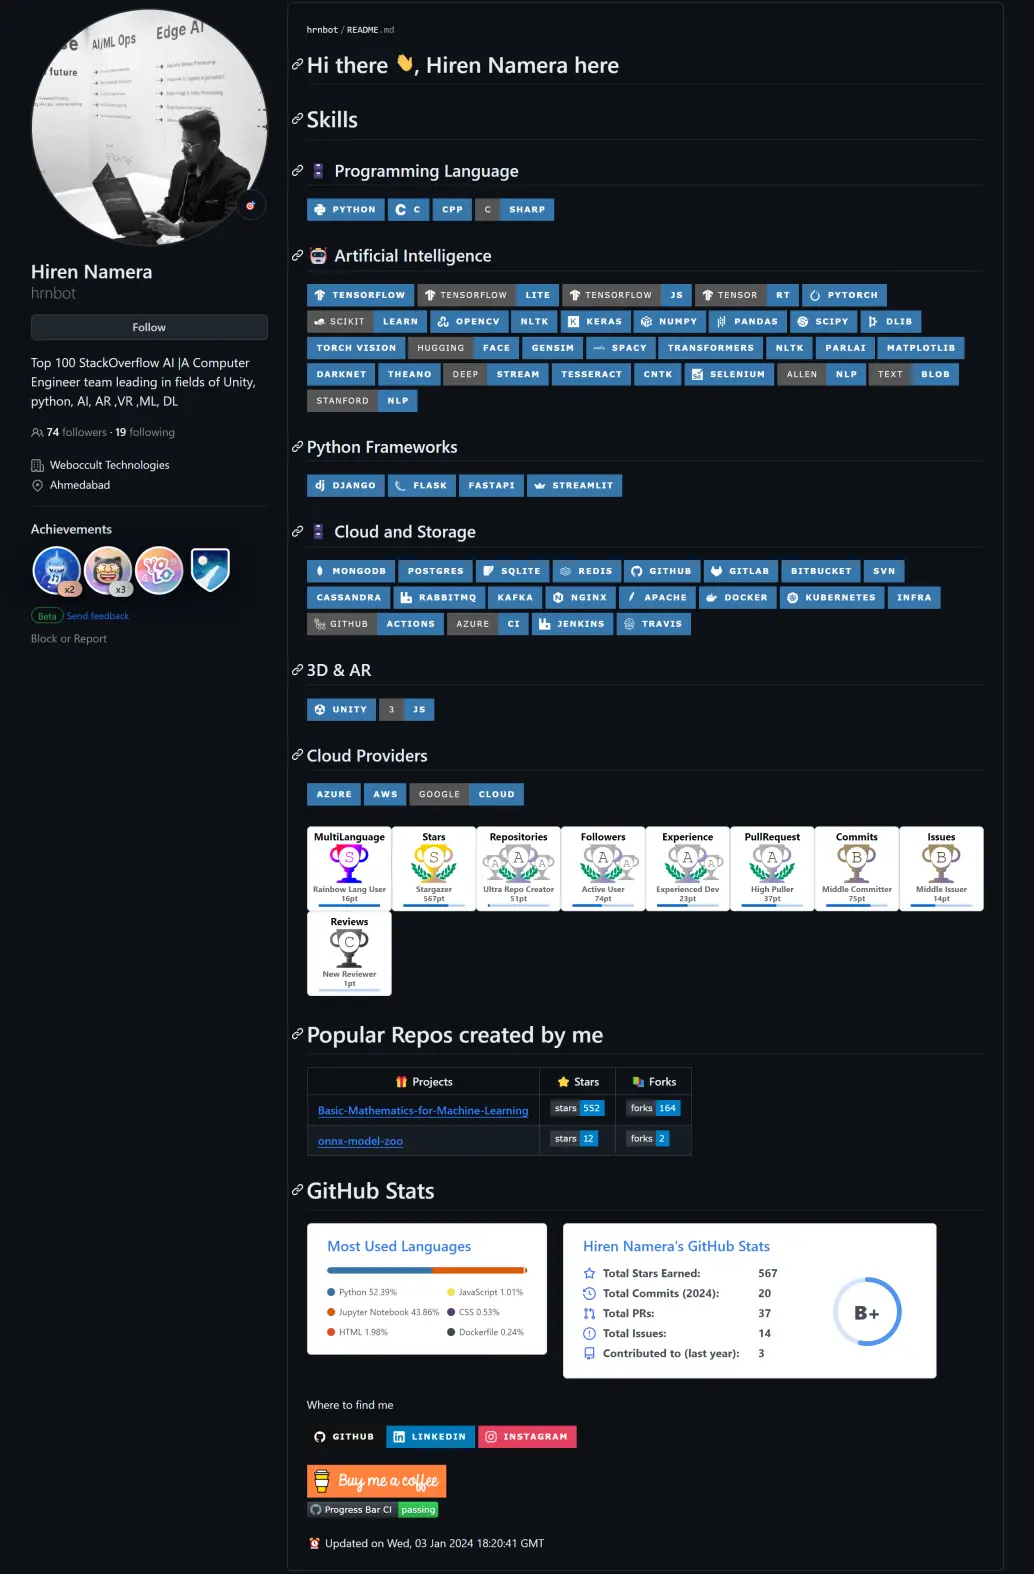 Edge AI
AI/ML Ops
future
Hiren Namera
hrnbot
Follow
Top 100 StackOverflow AI |A Computer
Engineer team leading in fields of Unity,
python, AI, AR ,VR ,ML, DL
74 followers · 19 following
Weboccult Technologies
Ahmedabad
Achievements
x2
x3
YOLO
Beta Send feedback
Block or Report
hrnbot / README.md
Hi there 👋, Hiren Namera here
Skills
Programming Language
PYTHON C CPP C SHARP
Artificial Intelligence
TENSORFLOW TENSORFLOW LITE TENSORFLOW JS TENSOR RT PYTORCH
SCIKIT LEARN OPENCV NLTK KERAS NUMPY PANDAS SCIPY DLIB
TORCH VISION HUGGING FACE GENSIM SPACY TRANSFORMERS NLTK PARLAI MATPLOTLIB
DARKNET THEANO DEEP STREAM TESSERACT CNTK SELENIUM ALLEN NLP TEXT BLOB
STANFORD NLP
Python Frameworks
DJANGO FLASK FASTAPI STREAMLIT
Cloud and Storage
MONGODB POSTGRES SQLITE REDIS GITHUB GITLAB BITBUCKET SVN
CASSANDRA RABBITMQ KAFKA NGINX APACHE DOCKER KUBERNETES INFRA
GITHUB ACTIONS AZURE CI JENKINS TRAVIS
3D & AR
UNITY 3 JS
Cloud Providers
AZURE AWS GOOGLE CLOUD
MultiLanguage Stars Repositories Followers Experience PullRequest Commits Issues
S S A A A A A A A A A B B
Rainbow Lang User Stargazer Ultra Repo Creator Active User Experienced Dev High Puller Middle Committer Middle Issuer
16pt 567pt 51pt 74pt 23pt 37pt 75pt 14pt
Reviews
C
New Reviewer
1pt
Popular Repos created by me
Projects Stars Forks
Basic-Mathematics-for-Machine-Learning stars 552 forks 164
onnx-model-zoo stars 12 forks 2
GitHub Stats
Most Used Languages
Python 52.39% JavaScript 1.01%
Jupyter Notebook 43.86% CSS 0.53%
HTML 1.98% Dockerfile 0.24%
Hiren Namera's GitHub Stats
Total Stars Earned: 567
Total Commits (2024): 20
Total PRs: 37
Total Issues: 14
Contributed to (last year): 3
B+
Where to find me
GITHUB LINKEDIN INSTAGRAM
Buy me a coffee
Progress Bar CI passing
Updated on Wed, 03 Jan 2024 18:20:41 GMT